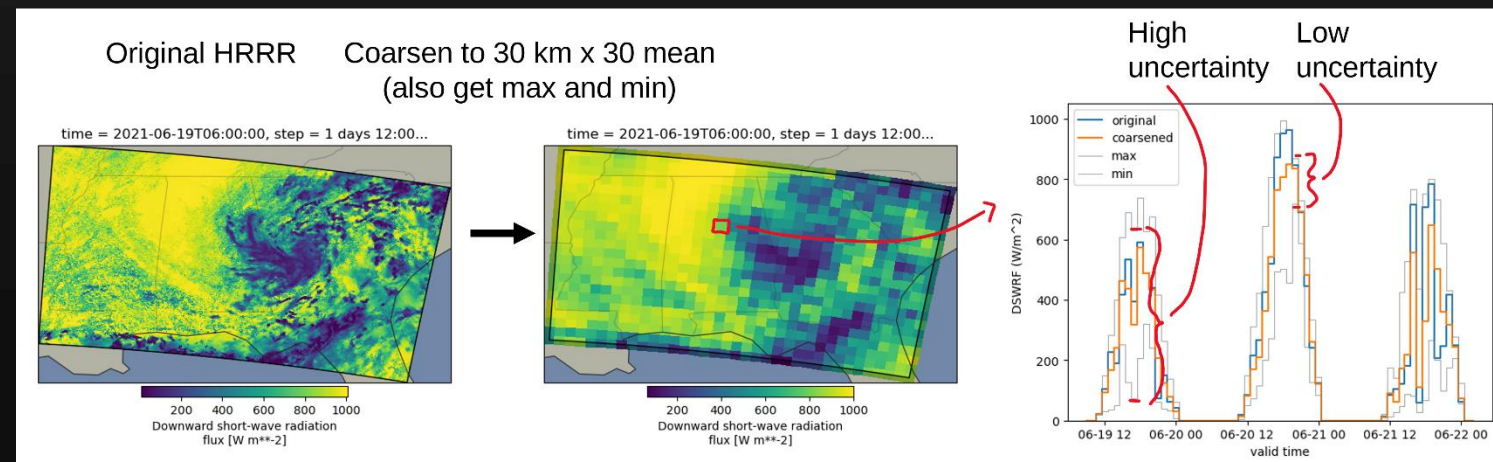 Original HRRR
Coarsen to 30 km x 30 mean
(also get max and min)
High
uncertainty
Low
uncertainty
time = 2021-06-19T06:00:00, step = 1 days 12:00...
200 400 600 800 1000
Downward short-wave radiation
flux [W m**-2]
time = 2021-06-19T06:00:00, step = 1 days 12:00...
200 400 600 800 1000
Downward short-wave radiation
flux [W m**-2]
original
coarsened
max
min
DSWRF (W/m^2)
1000
800
600
400
200
0
06-19 12 06-20 00 06-20 12 06-21 00 06-21 12 06-22 00
valid time